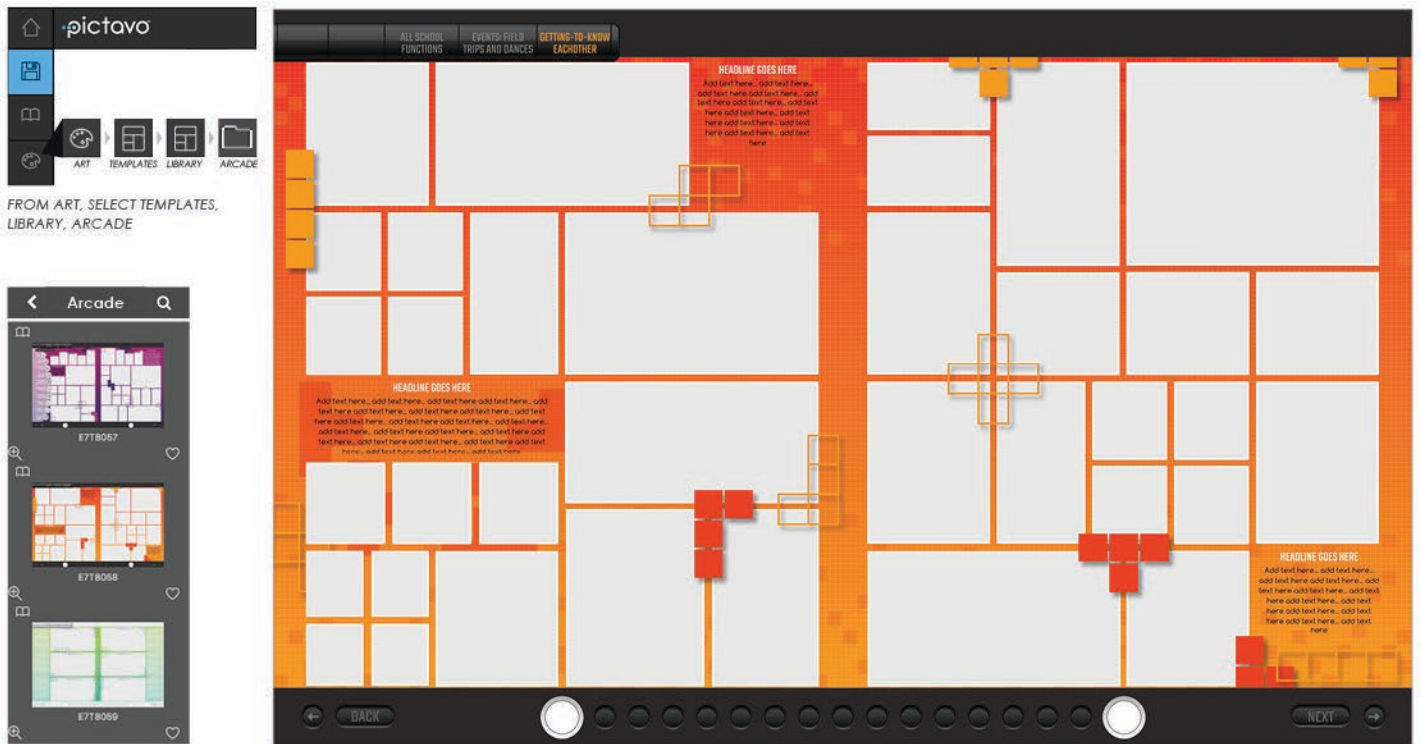 pictavo
ART
TEMPLATES
LIBRARY
ARCADE
FROM ART, SELECT TEMPLATES,
LIBRARY, ARCADE
Arcade
E7T8057
E7T8058
E7T8059
ALL SCHOOL
FUNCTIONS
EVENTS: FIELD
TRIPS AND DANCES
GETTING-TO-KNOW
EACHOTHER
HEADLINE GOES HERE
Add text here... add text here...
add text here add text here... add
text here add text here... add text
here add text here... add text
here add text here... add text
here
HEADLINE GOES HERE
Add text here... add text here... add text here add text here... add
text here add text here... add text here add text here... add text
here add text here... add text here add text here... add text here...
add text here... add text here add text here... add text here add
text here... add text here add text here... add text here add text
here... add text here add text here... add text here
HEADLINE GOES HERE
Add text here... add text here...
add text here add text here... add
text here add text here... add text
here add text here... add text
here add text here... add text
here add text here... add text
here
BACK
NEXT